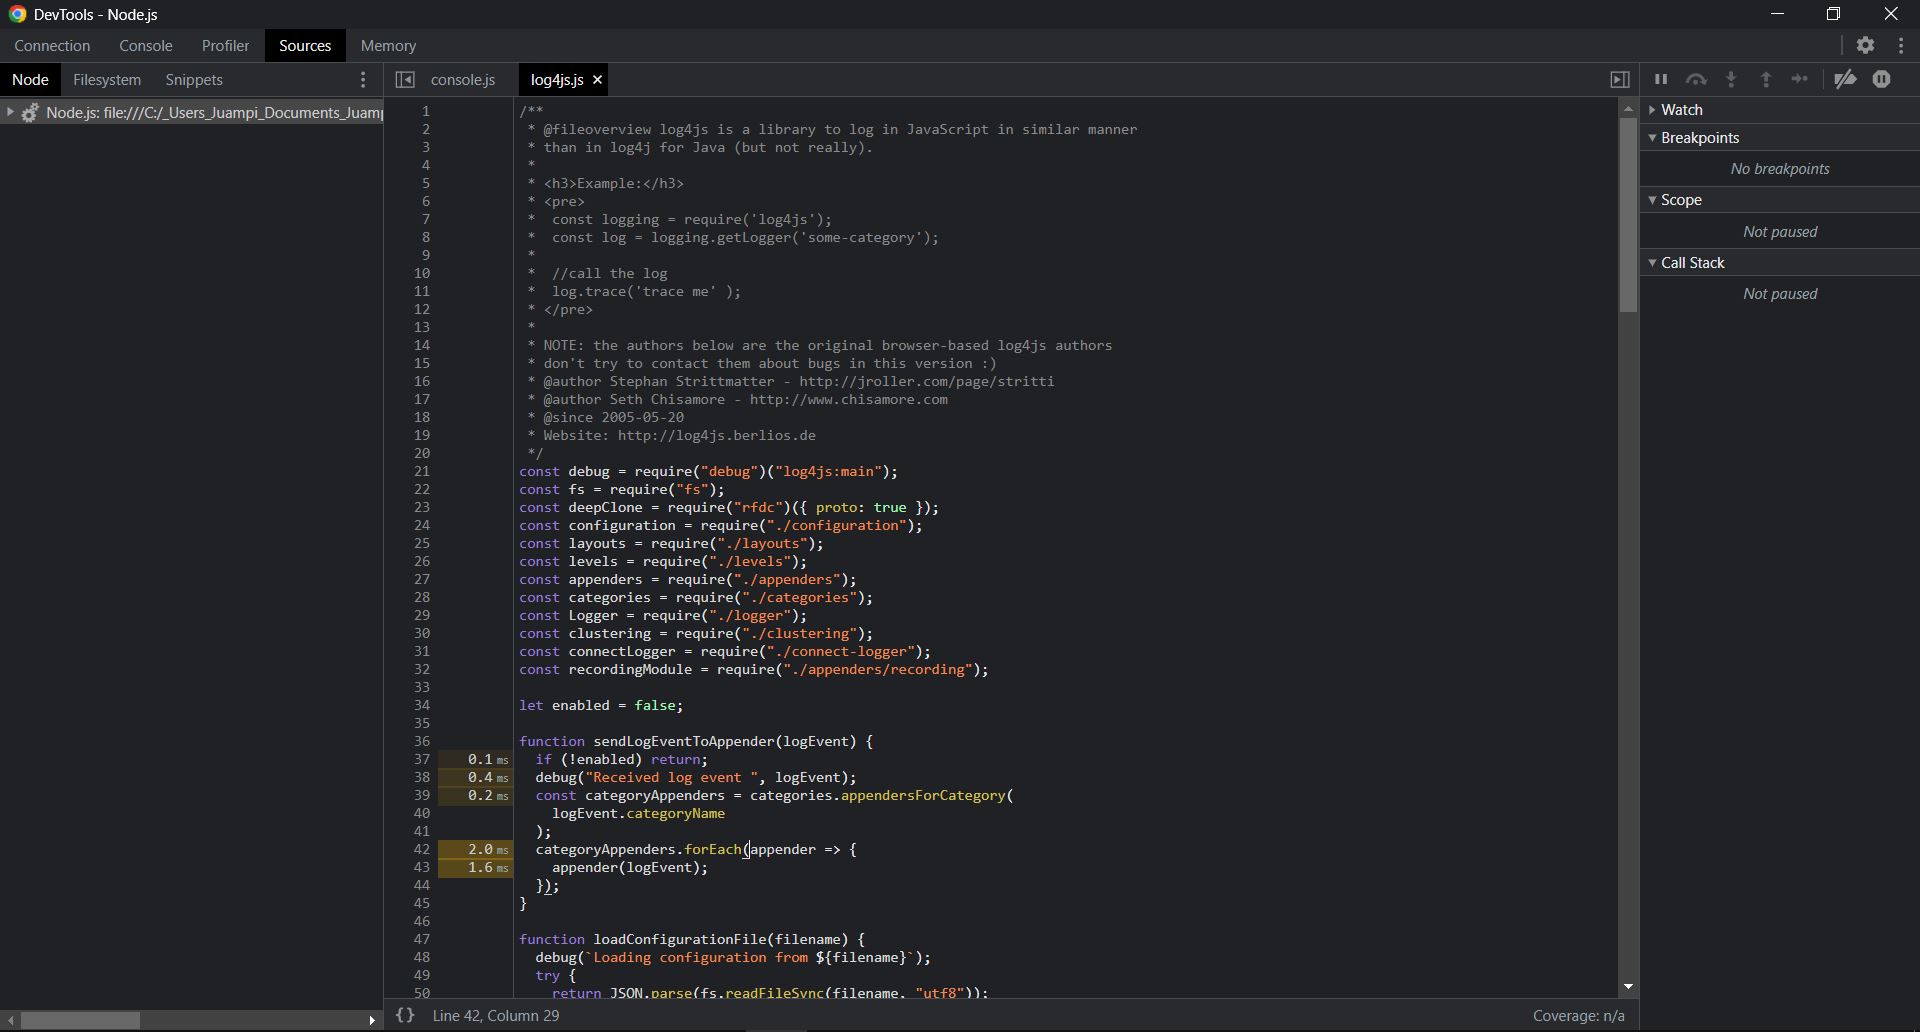 DevTools - Node.js
Connection Console Profiler Sources Memory
Node Filesystem Snippets
console.js log4js.js ×
Node.js: file:///C:/_Users_Juampi_Documents_Juamp
1 /**
2 * @fileoverview log4js is a library to log in JavaScript in similar manner
3 * than in log4j for Java (but not really).
4 *
5 * <h3>Example:</h3>
6 * <pre>
7 *  const logging = require('log4js');
8 *  const log = logging.getLogger('some-category');
9 *
10 *  //call the log
11 *  log.trace('trace me' );
12 * </pre>
13 *
14 * NOTE: the authors below are the original browser-based log4js authors
15 * don't try to contact them about bugs in this version :)
16 * @author Stephan Strittmatter - http://jroller.com/page/stritti
17 * @author Seth Chisamore - http://www.chisamore.com
18 * @since 2005-05-20
19 * Website: http://log4js.berlios.de
20 */
21 const debug = require("debug")("log4js:main");
22 const fs = require("fs");
23 const deepClone = require("rfdc")({ proto: true });
24 const configuration = require("./configuration");
25 const layouts = require("./layouts");
26 const levels = require("./levels");
27 const appenders = require("./appenders");
28 const categories = require("./categories");
29 const Logger = require("./logger");
30 const clustering = require("./clustering");
31 const connectLogger = require("./connect-logger");
32 const recordingModule = require("./appenders/recording");
33
34 let enabled = false;
35
36 function sendLogEventToAppender(logEvent) {
37 0.1 ms if (!enabled) return;
38 0.4 ms debug("Received log event ", logEvent);
39 0.2 ms const categoryAppenders = categories.appendersForCategory(
40 logEvent.categoryName
41 );
42 2.0 ms categoryAppenders.forEach(appender => {
43 1.6 ms appender(logEvent);
44 });
45 }
46
47 function loadConfigurationFile(filename) {
48 debug(`Loading configuration from ${filename}`);
49 try {
50 return JSON.parse(fs.readFileSync(filename, "utf8"));
{} Line 42, Column 29
Coverage: n/a
Watch
Breakpoints
No breakpoints
Scope
Not paused
Call Stack
Not paused